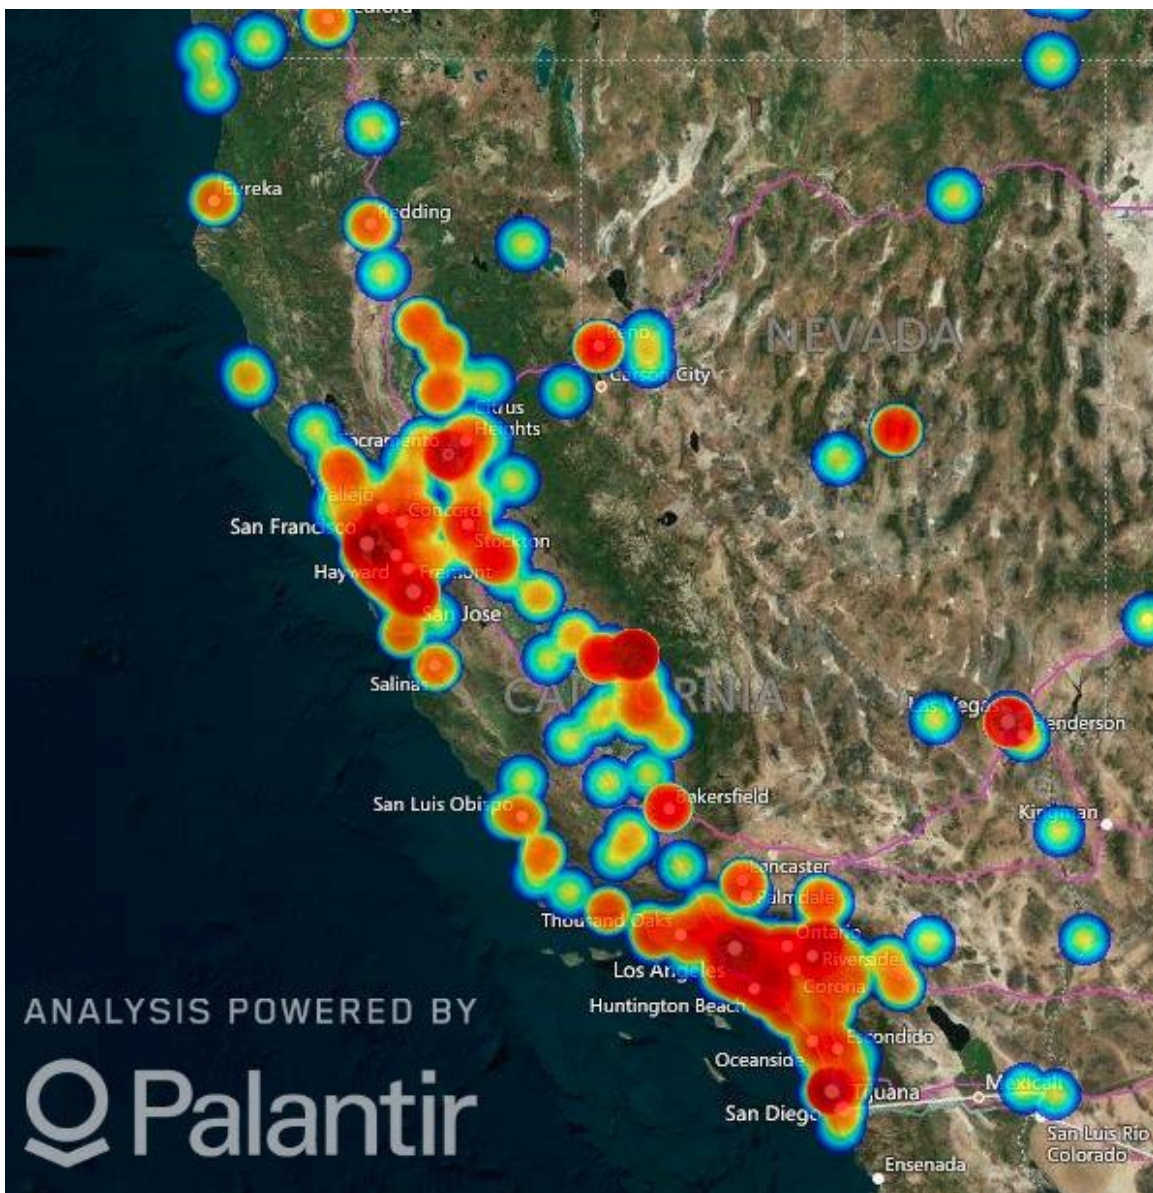 Medford
Eureka
Redding
NEVADA
Reno
Carson City
Citrus
Heights
Sacramento
Vallejo
Concord
San Francisco
Stockton
Hayward
Fremont
San Jose
Salinas
CALIFORNIA
Las Vegas
Henderson
San Luis Obispo
Bakersfield
Kingman
Lancaster
Palmdale
Thousand Oaks
Ontario
Los Angeles
Riverside
Corona
Huntington Beach
ANALYSIS POWERED BY
Palantir
Escondido
Oceanside
Tijuana
Mexicali
San Diego
San Luis Río
Colorado
Ensenada